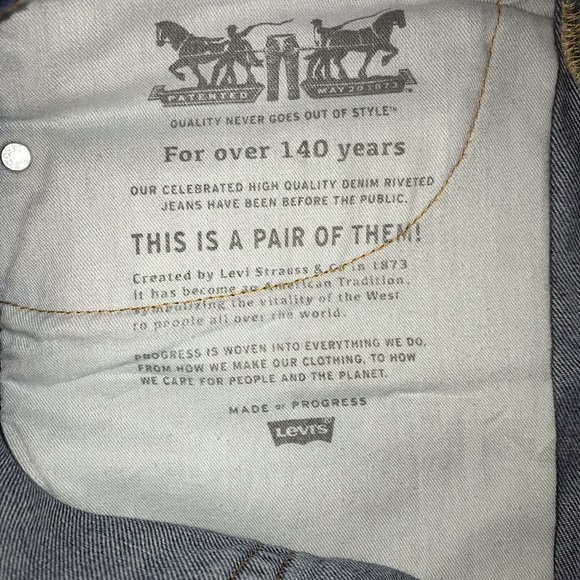 PATENTED MAY 20 1873
QUALITY NEVER GOES OUT OF STYLE™
For over 140 years
OUR CELEBRATED HIGH QUALITY DENIM RIVETED
JEANS HAVE BEEN BEFORE THE PUBLIC.
THIS IS A PAIR OF THEM!
Created by Levi Strauss & Co in 1873
it has become an American Tradition,
symbolizing the vitality of the West
to people all over the world.
PROGRESS IS WOVEN INTO EVERYTHING WE DO,
FROM HOW WE MAKE OUR CLOTHING, TO HOW
WE CARE FOR PEOPLE AND THE PLANET.
MADE OF PROGRESS
LEVI'S